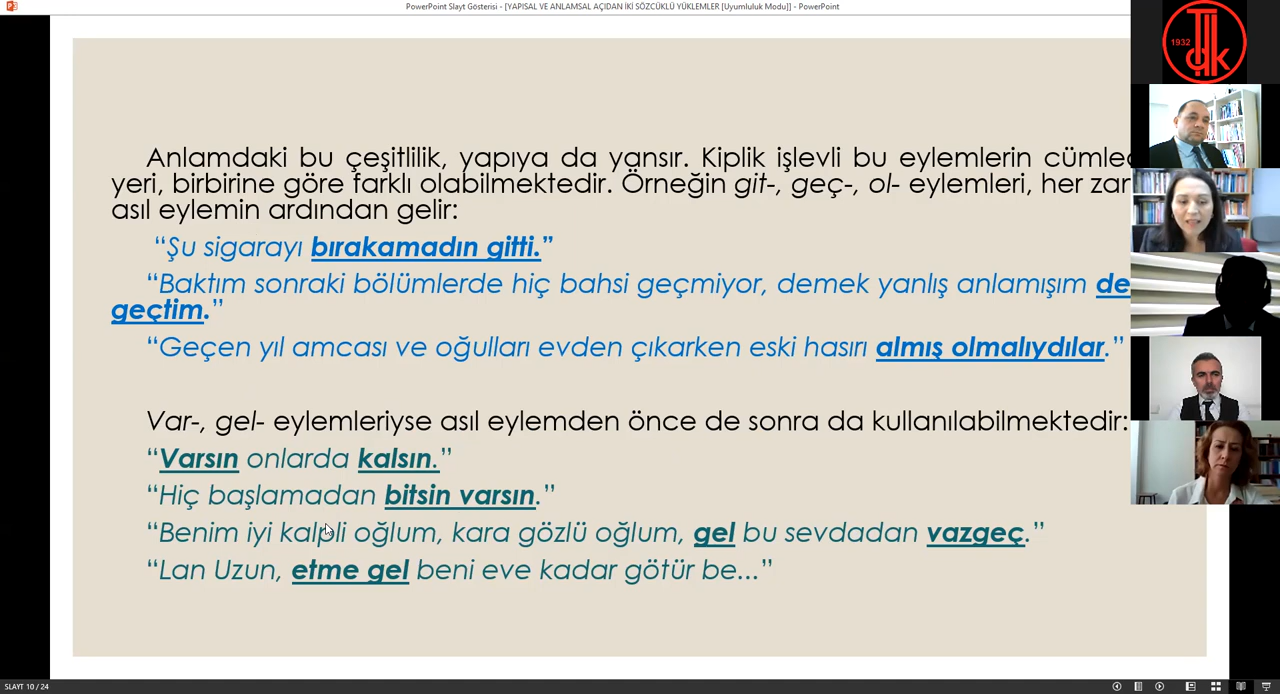 PowerPoint Slayt Gösterisi - [YAPISAL VE ANLAMSAL AÇIDAN İKİ SÖZCÜKLÜ YÜKLEMLER [Uyumluluk Modu]] - PowerPoint
1932
Anlamdaki bu çeşitlilik, yapıya da yansır. Kiplik işlevli bu eylemlerin
yeri, birbirine göre farklı olabilmektedir. Örneğin git-, geç-, ol- eylemleri, her
asıl eylemin ardından gelir:
“Şu sigarayı bırakamadın gitti.”
“Baktım sonraki bölümlerde hiç bahsi geçmiyor, demek yanlış anlamışım
geçtim.”
“Geçen yıl amcası ve oğulları evden çıkarken eski hasırı almış olmalıydılar.”
Var-, gel- eylemleriyse asıl eylemden önce de sonra da kullanılabilmektedir:
“Varsın onlarda kalsın.”
“Hiç başlamadan bitsin varsın.”
“Benim iyi kalpli oğlum, kara gözlü oğlum, gel bu sevdadan vazgeç.”
“Lan Uzun, etme gel beni eve kadar götür be...”
SLAYT 10 / 24